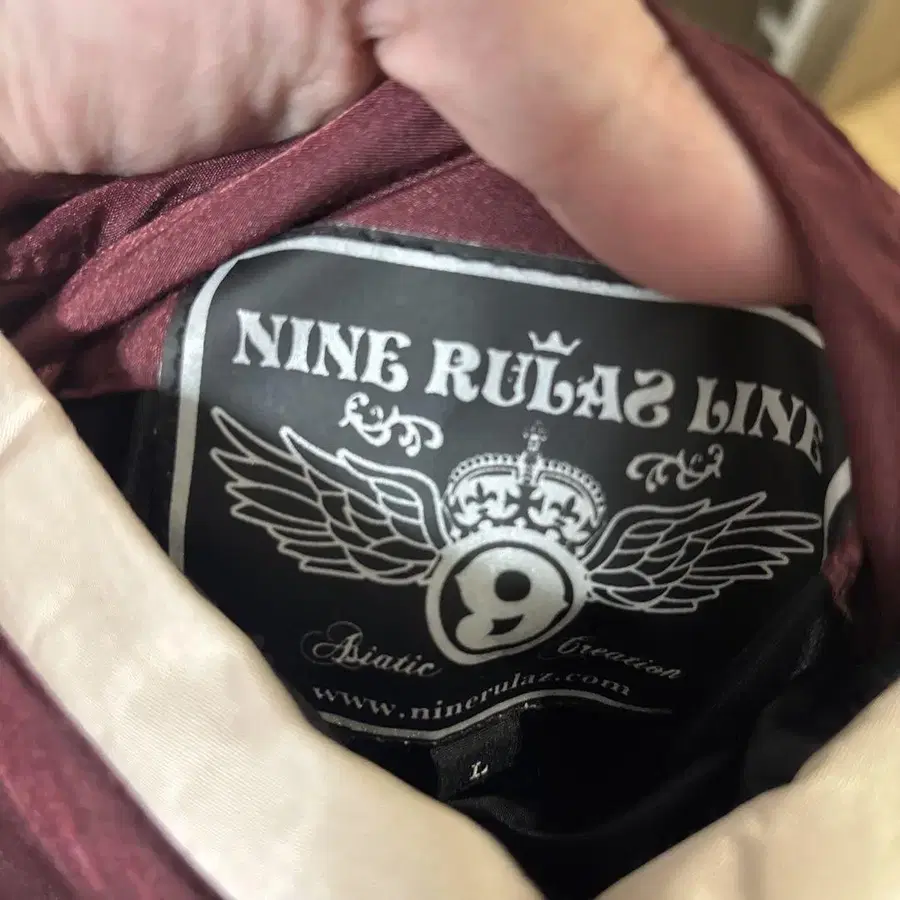 NINE RULAZ LINE
9
Asiatic Creation
www.ninerulaz.com
L